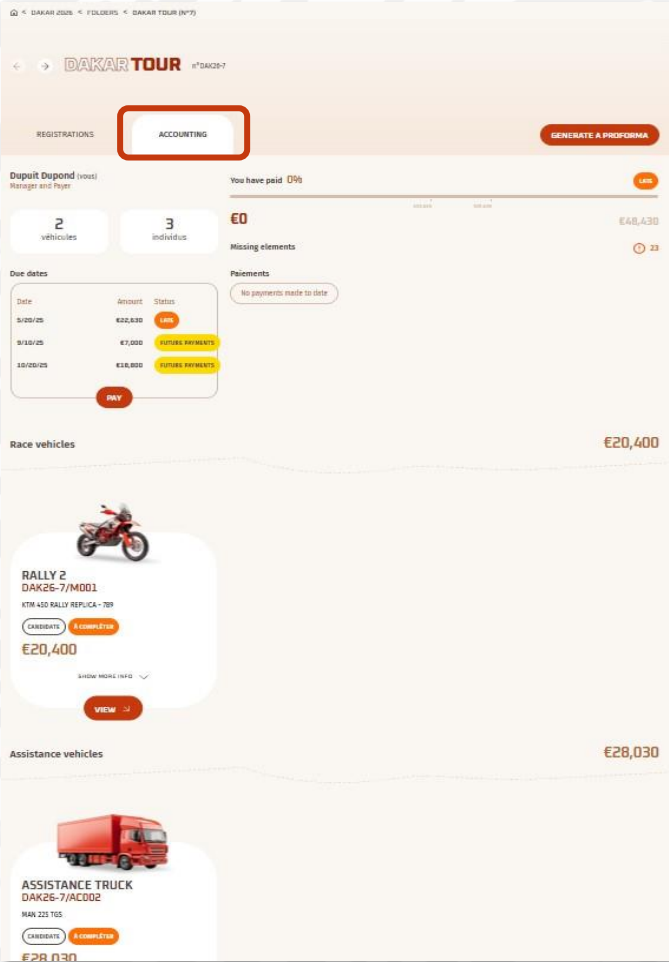 < DAKAR 2026 < FOLDERS < DAKAR TOUR (N°7)
DAKAR TOUR n°DAK26-7
REGISTRATIONS ACCOUNTING GENERATE A PROFORMA
Dupuit Dupond (vous)
Manager and Payer
2
véhicules
3
individus
Due dates
Date Amount Status
5/20/25 €22,630 LATE
9/10/25 €7,000 FUTURE PAYMENTS
10/20/25 €18,800 FUTURE PAYMENTS
PAY
You have paid 0% LATE
€0 €48,430
Missing elements 23
Paiements
No payments made to date
Race vehicles €20,400
RALLY 2
DAK26-7/M001
KTM 450 RALLY REPLICA - 789
CANDIDATE À COMPLÉTER
€20,400
SHOW MORE INFO
VIEW
Assistance vehicles €28,030
ASSISTANCE TRUCK
DAK26-7/AC002
MAN 225 TGS
CANDIDATE À COMPLÉTER
€28,030